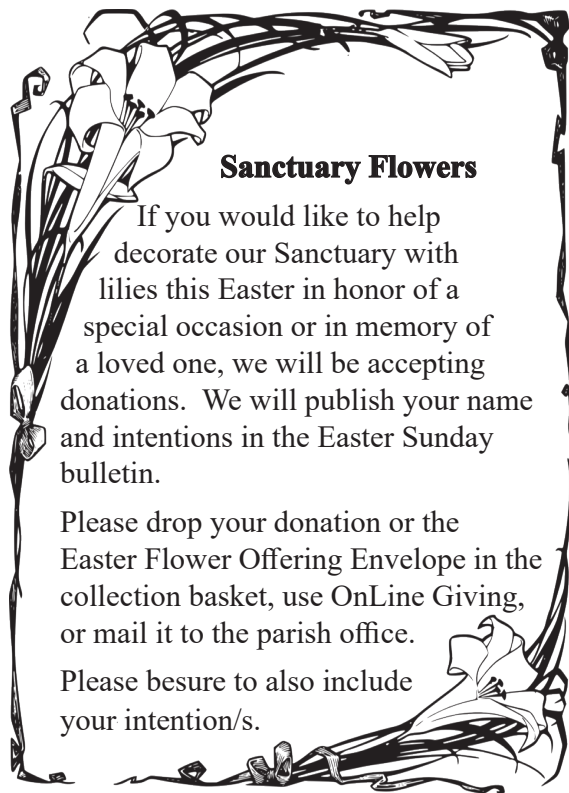 Sanctuary Flowers
If you would like to help
decorate our Sanctuary with
lilies this Easter in honor of a
special occasion or in memory of
a loved one, we will be accepting
donations.  We will publish your name
and intentions in the Easter Sunday
bulletin.
Please drop your donation or the
Easter Flower Offering Envelope in the
collection basket, use OnLine Giving,
or mail it to the parish office.
Please besure to also include
your intention/s.